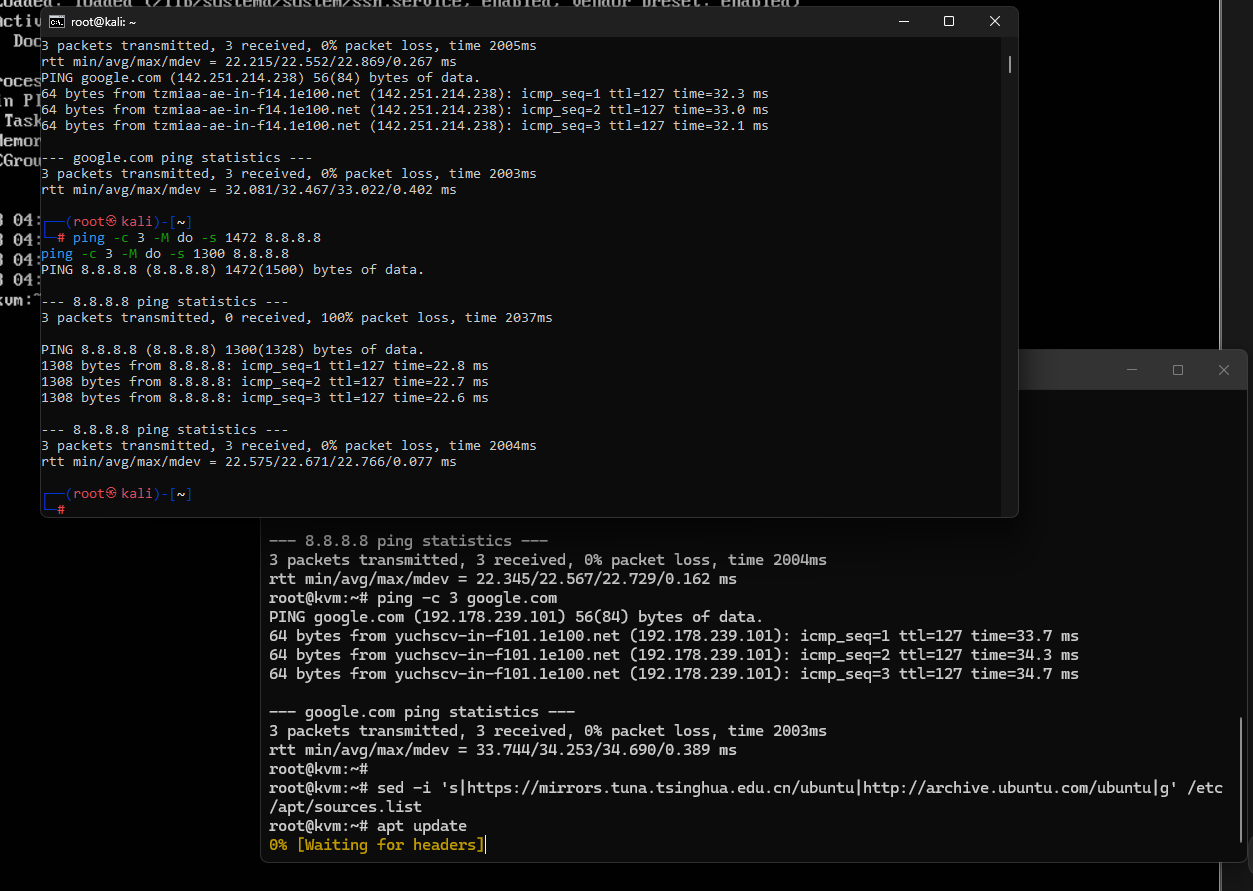 loaded (/lib/systemd/system/ssh.service, enabled, vendor preset: enabled)
root@kali: ~
3 packets transmitted, 3 received, 0% packet loss, time 2005ms
rtt min/avg/max/mdev = 22.215/22.552/22.869/0.267 ms
PING google.com (142.251.214.238) 56(84) bytes of data.
64 bytes from tzmiaa-ae-in-f14.1e100.net (142.251.214.238): icmp_seq=1 ttl=127 time=32.3 ms
64 bytes from tzmiaa-ae-in-f14.1e100.net (142.251.214.238): icmp_seq=2 ttl=127 time=33.0 ms
64 bytes from tzmiaa-ae-in-f14.1e100.net (142.251.214.238): icmp_seq=3 ttl=127 time=32.1 ms
--- google.com ping statistics ---
3 packets transmitted, 3 received, 0% packet loss, time 2003ms
rtt min/avg/max/mdev = 32.081/32.467/33.022/0.402 ms
┌──(root㉿kali)-[~]
└─# ping -c 3 -M do -s 1472 8.8.8.8
ping -c 3 -M do -s 1300 8.8.8.8
PING 8.8.8.8 (8.8.8.8) 1472(1500) bytes of data.
--- 8.8.8.8 ping statistics ---
3 packets transmitted, 0 received, 100% packet loss, time 2037ms
PING 8.8.8.8 (8.8.8.8) 1300(1328) bytes of data.
1308 bytes from 8.8.8.8: icmp_seq=1 ttl=127 time=22.8 ms
1308 bytes from 8.8.8.8: icmp_seq=2 ttl=127 time=22.7 ms
1308 bytes from 8.8.8.8: icmp_seq=3 ttl=127 time=22.6 ms
--- 8.8.8.8 ping statistics ---
3 packets transmitted, 3 received, 0% packet loss, time 2004ms
rtt min/avg/max/mdev = 22.575/22.671/22.766/0.077 ms
┌──(root㉿kali)-[~]
└─#
--- 8.8.8.8 ping statistics ---
3 packets transmitted, 3 received, 0% packet loss, time 2004ms
rtt min/avg/max/mdev = 22.345/22.567/22.729/0.162 ms
root@kvm:~# ping -c 3 google.com
PING google.com (192.178.239.101) 56(84) bytes of data.
64 bytes from yuchscv-in-f101.1e100.net (192.178.239.101): icmp_seq=1 ttl=127 time=33.7 ms
64 bytes from yuchscv-in-f101.1e100.net (192.178.239.101): icmp_seq=2 ttl=127 time=34.3 ms
64 bytes from yuchscv-in-f101.1e100.net (192.178.239.101): icmp_seq=3 ttl=127 time=34.7 ms
--- google.com ping statistics ---
3 packets transmitted, 3 received, 0% packet loss, time 2003ms
rtt min/avg/max/mdev = 33.744/34.253/34.690/0.389 ms
root@kvm:~#
root@kvm:~# sed -i 's|https://mirrors.tuna.tsinghua.edu.cn/ubuntu|http://archive.ubuntu.com/ubuntu|g' /etc
/apt/sources.list
root@kvm:~# apt update
0% [Waiting for headers]